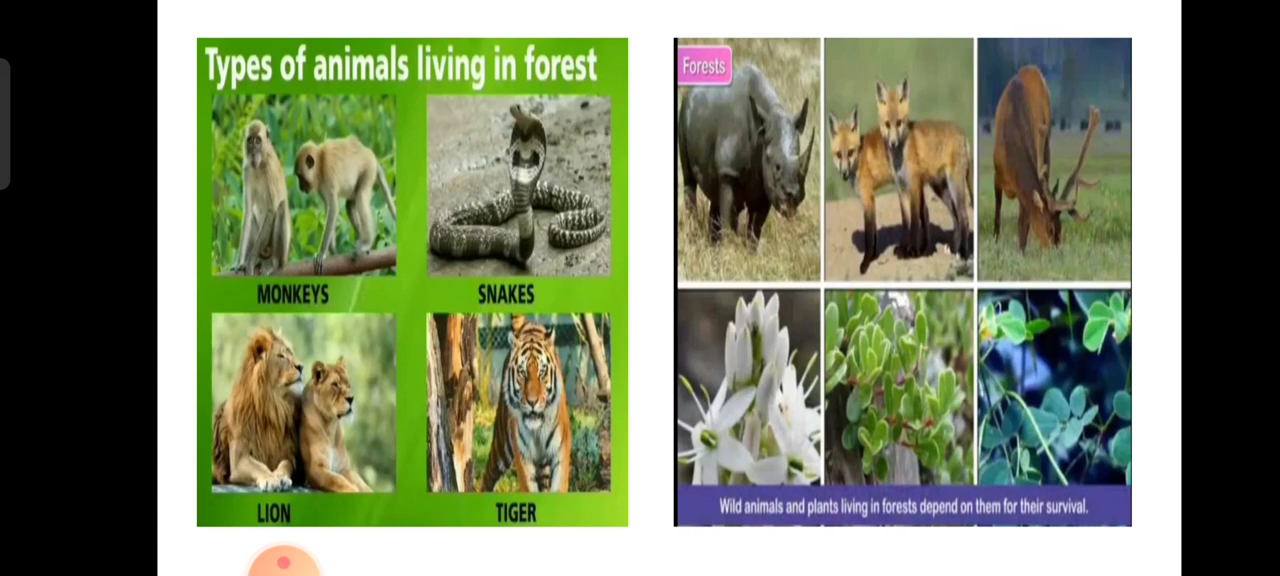 Types of animals living in forest
MONKEYS
SNAKES
LION
TIGER
Forests
Wild animals and plants living in forests depend on them for their survival.